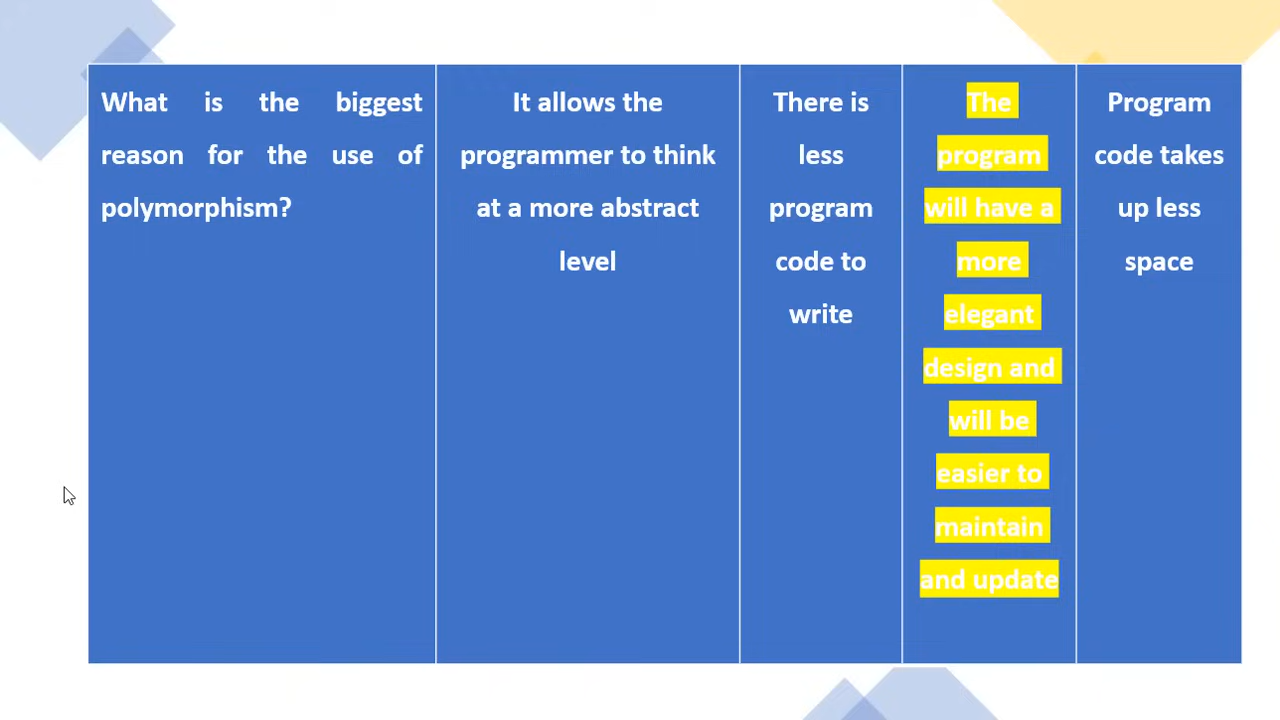 What is the biggest
reason for the use of
polymorphism?
It allows the
programmer to think
at a more abstract
level
There is
less
program
code to
write
The
program
will have a
more
elegant
design and
will be
easier to
maintain
and update
Program
code takes
up less
space